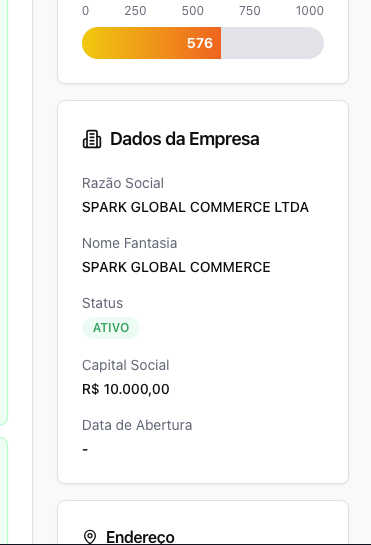 0 250 500 750 1000
576
Dados da Empresa
Razão Social
SPARK GLOBAL COMMERCE LTDA
Nome Fantasia
SPARK GLOBAL COMMERCE
Status
ATIVO
Capital Social
R$ 10.000,00
Data de Abertura
-
Endereço